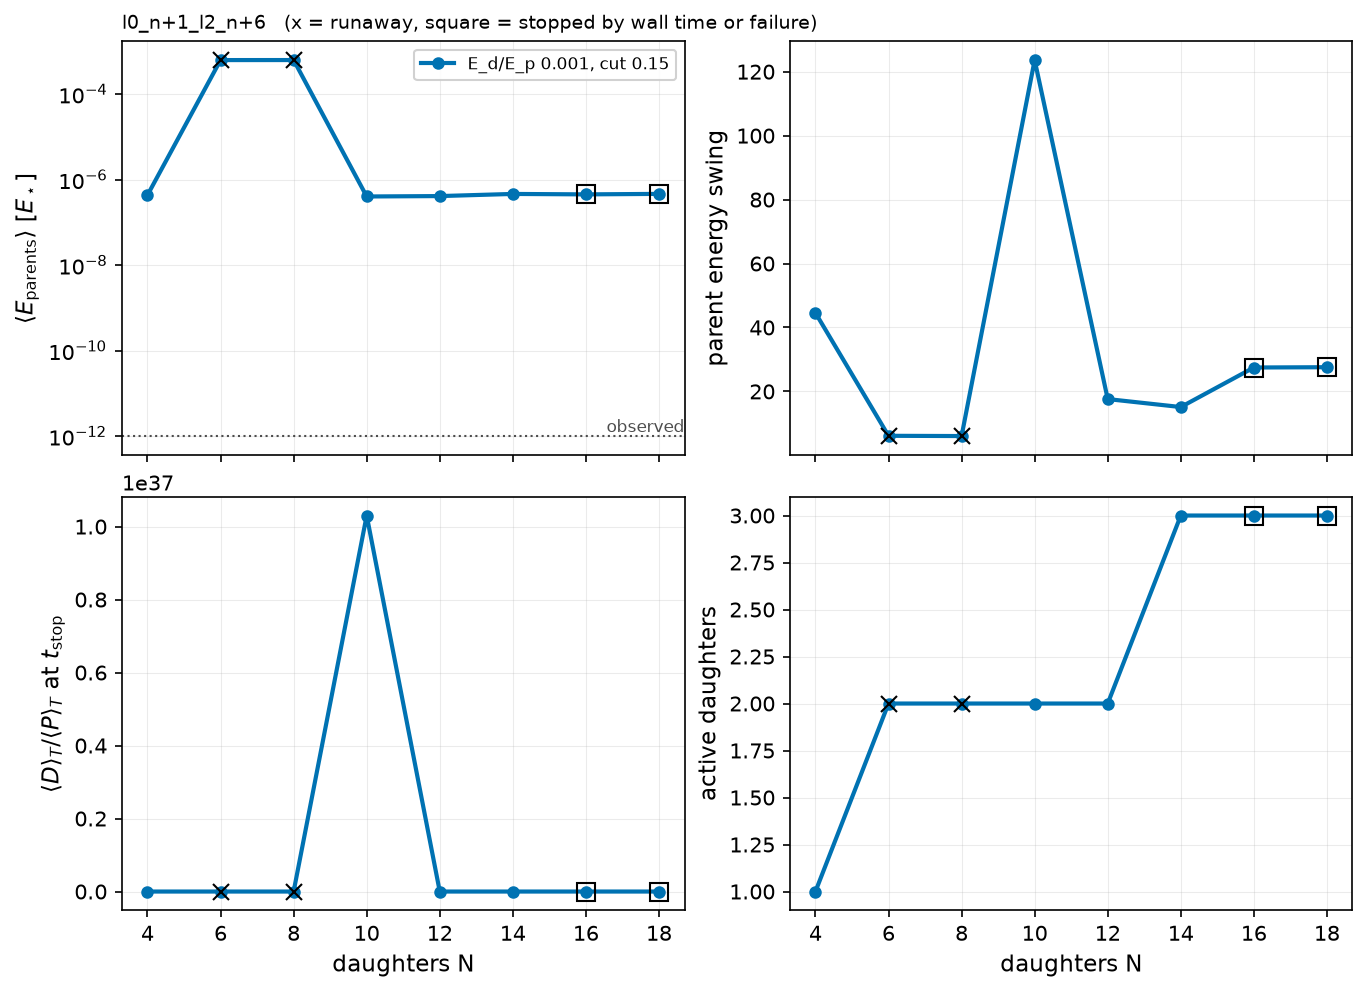 l0_n+1_l2_n+6   (x = runaway, square = stopped by wall time or failure)
E_d/E_p 0.001, cut 0.15
⟨E_parents⟩ [E_⋆]
10^−4
10^−6
10^−8
10^−10
10^−12
observed
parent energy swing
120
100
80
60
40
20
1e37
⟨D⟩_T/⟨P⟩_T at t_stop
1.0
0.8
0.6
0.4
0.2
0.0
4 6 8 10 12 14 16 18
daughters N
active daughters
3.00
2.75
2.50
2.25
2.00
1.75
1.50
1.25
1.00
4 6 8 10 12 14 16 18
daughters N